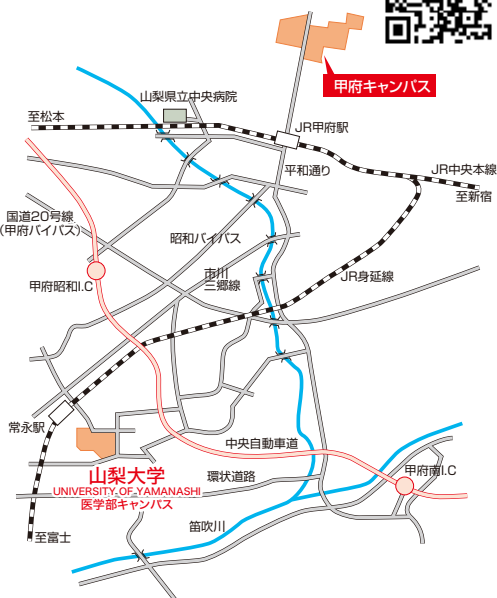 甲府キャンパス
山梨県立中央病院
至松本
JR甲府駅
平和通り
JR中央本線
至新宿
国道20号線
(甲府バイパス)
昭和バイパス
市川
三郷線
JR身延線
甲府昭和I.C
常永駅
中央自動車道
甲府南I.C
山梨大学
UNIVERSITY OF YAMANASHI
医学部キャンパス
環状道路
笛吹川
至富士